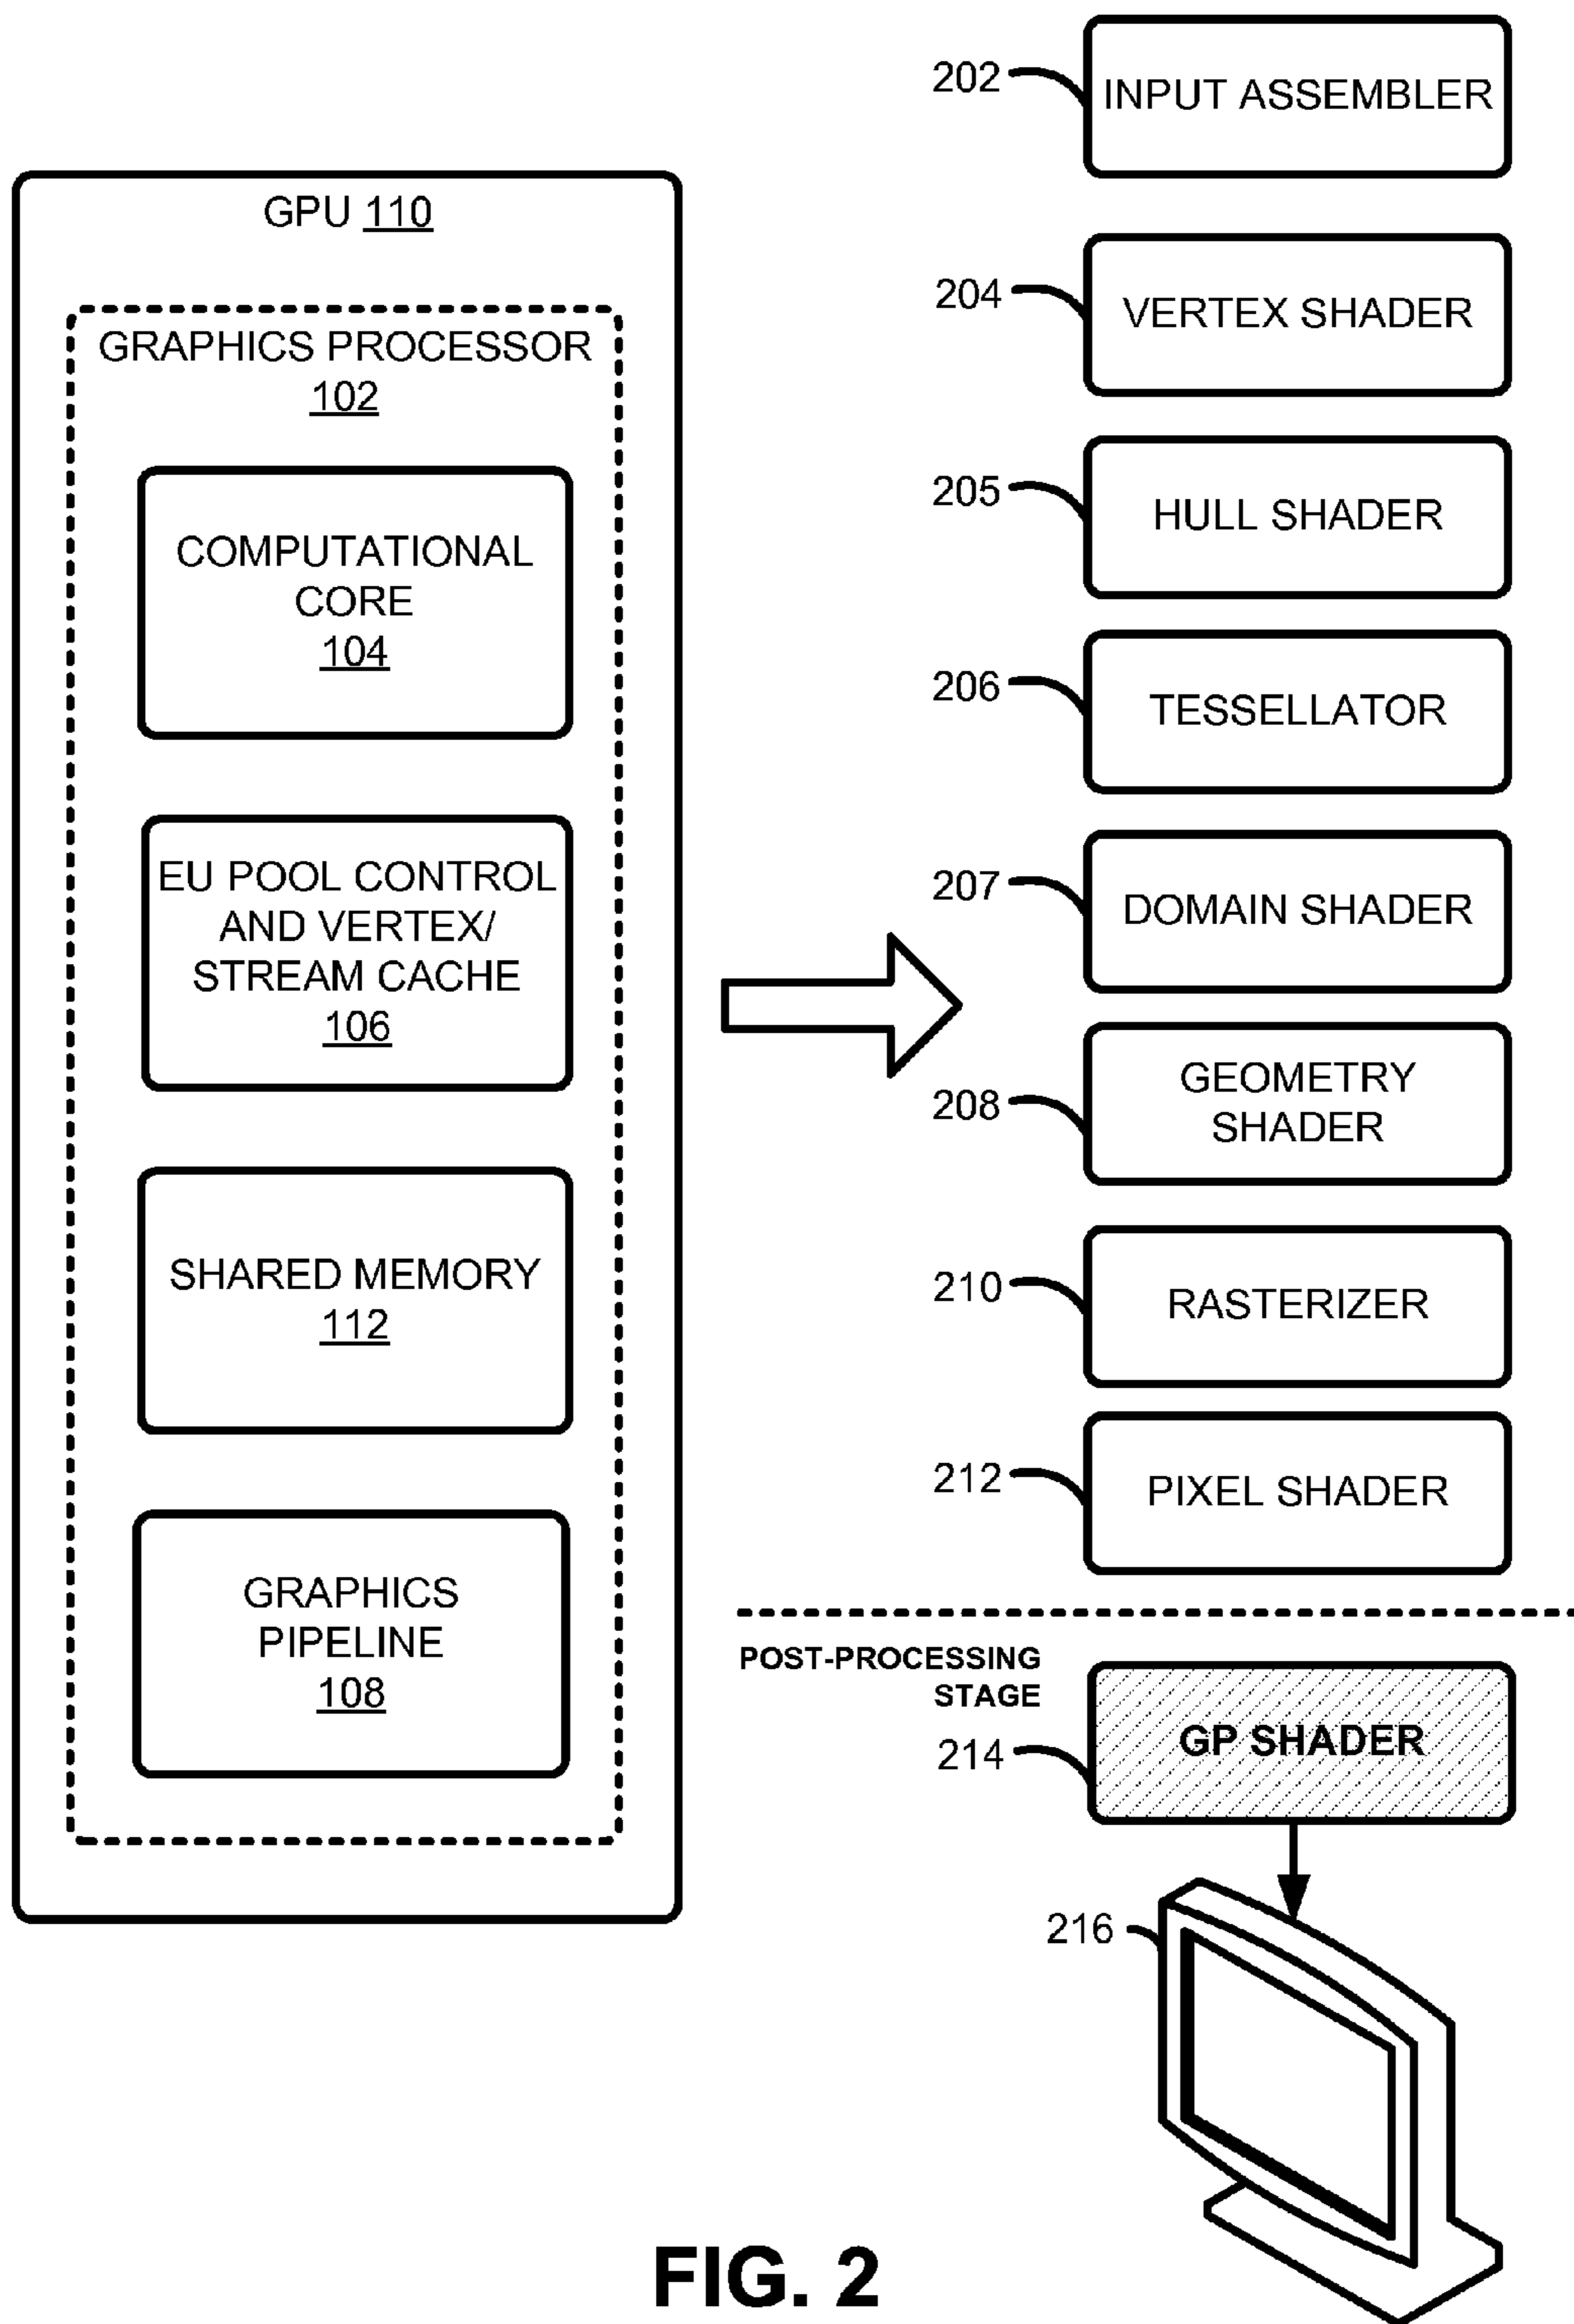 GPU 110
GRAPHICS PROCESSOR
102
COMPUTATIONAL
CORE
104
EU POOL CONTROL
AND VERTEX/
STREAM CACHE
106
SHARED MEMORY
112
GRAPHICS
PIPELINE
108
202
INPUT ASSEMBLER
204
VERTEX SHADER
205
HULL SHADER
206
TESSELLATOR
207
DOMAIN SHADER
208
GEOMETRY
SHADER
210
RASTERIZER
212
PIXEL SHADER
POST-PROCESSING
STAGE
214
GP SHADER
216
FIG. 2